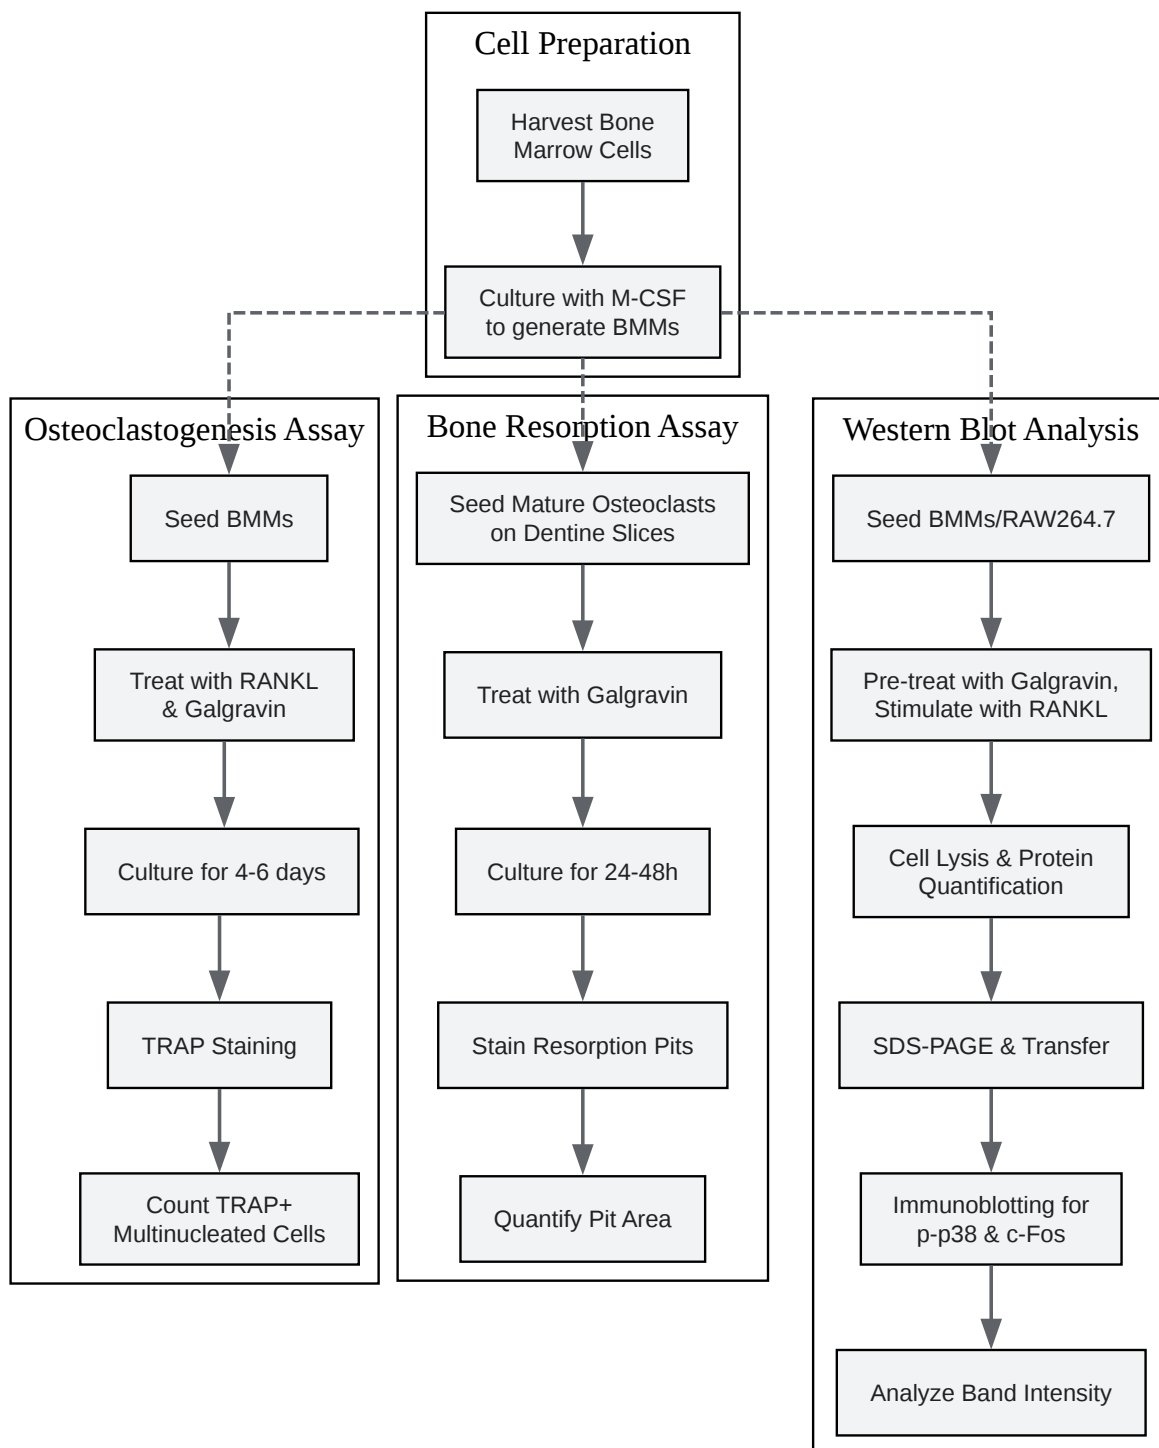 Cell Preparation
Harvest Bone
Marrow Cells
Culture with M-CSF
to generate BMMs
Osteoclastogenesis Assay
Seed BMMs
Treat with RANKL
& Galgravin
Culture for 4-6 days
TRAP Staining
Count TRAP+
Multinucleated Cells
Bone Resorption Assay
Seed Mature Osteoclasts
on Dentine Slices
Treat with Galgravin
Culture for 24-48h
Stain Resorption Pits
Quantify Pit Area
Western Blot Analysis
Seed BMMs/RAW264.7
Pre-treat with Galgravin,
Stimulate with RANKL
Cell Lysis & Protein
Quantification
SDS-PAGE & Transfer
Immunoblotting for
p-p38 & c-Fos
Analyze Band Intensity